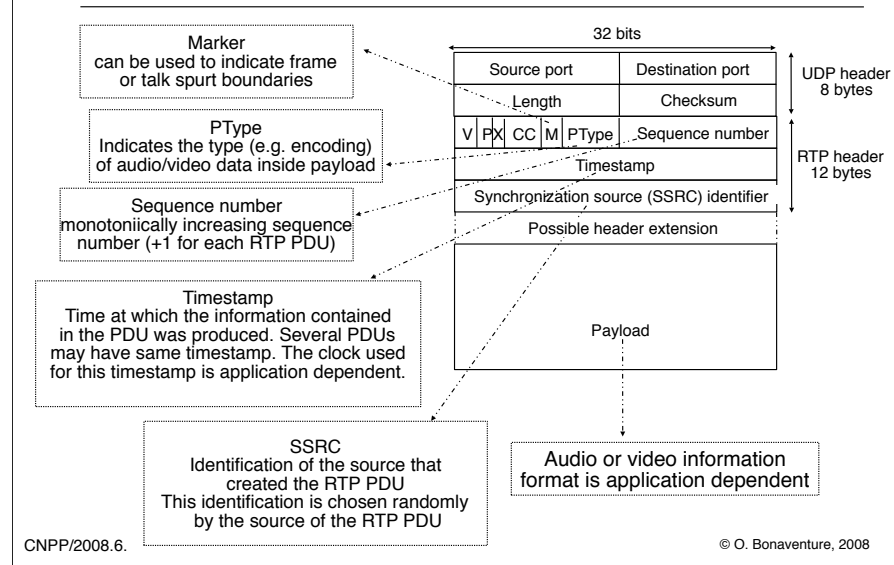 Marker
can be used to indicate frame
or talk spurt boundaries
PType
Indicates the type (e.g. encoding)
of audio/video data inside payload
Sequence number
monotoniically increasing sequence
number (+1 for each RTP PDU)
Timestamp
Time at which the information contained
in the PDU was produced. Several PDUs
may have same timestamp. The clock used
for this timestamp is application dependent.
SSRC
Identification of the source that
created the RTP PDU
This identification is chosen randomly
by the source of the RTP PDU
32 bits
Source port Destination port
Length Checksum
V P X CC M PType Sequence number
Timestamp
Synchronization source (SSRC) identifier
Possible header extension
Payload
UDP header
8 bytes
RTP header
12 bytes
Audio or video information
format is application dependent
CNPP/2008.6.
© O. Bonaventure, 2008